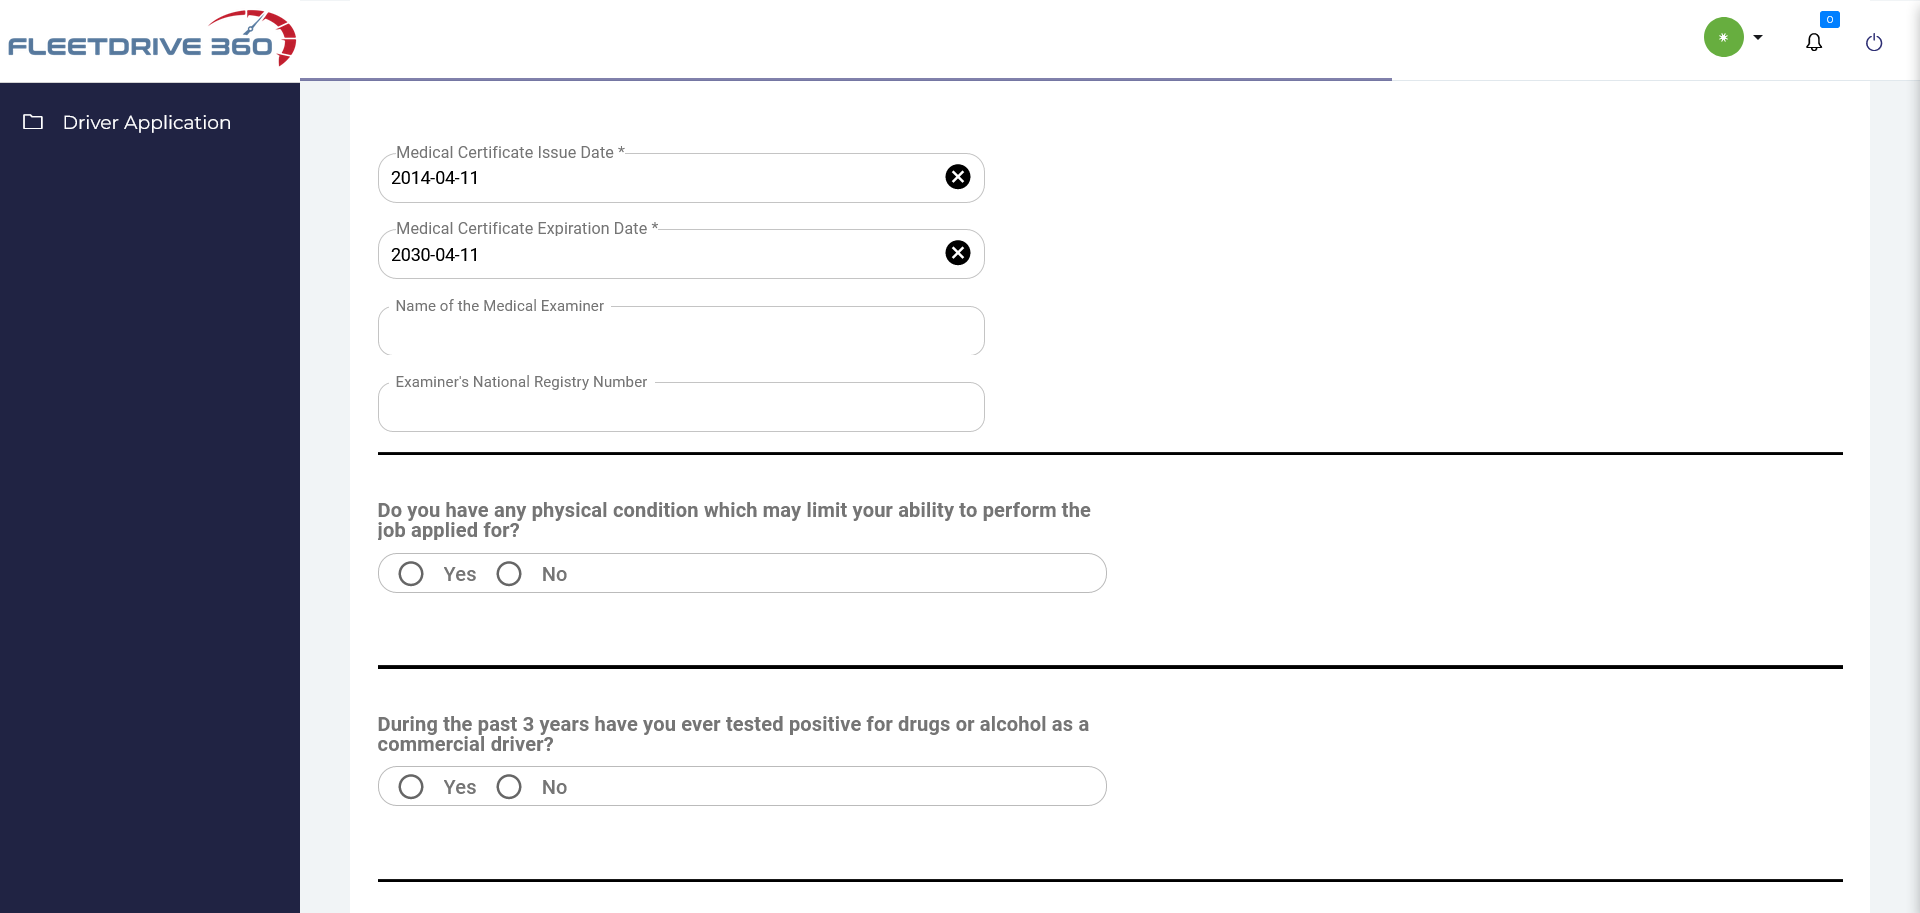 FLEETDRIVE 360
0
Driver Application
Medical Certificate Issue Date *
2014-04-11
Medical Certificate Expiration Date *
2030-04-11
Name of the Medical Examiner
Examiner's National Registry Number
Do you have any physical condition which may limit your ability to perform the
job applied for?
Yes No
During the past 3 years have you ever tested positive for drugs or alcohol as a
commercial driver?
Yes No